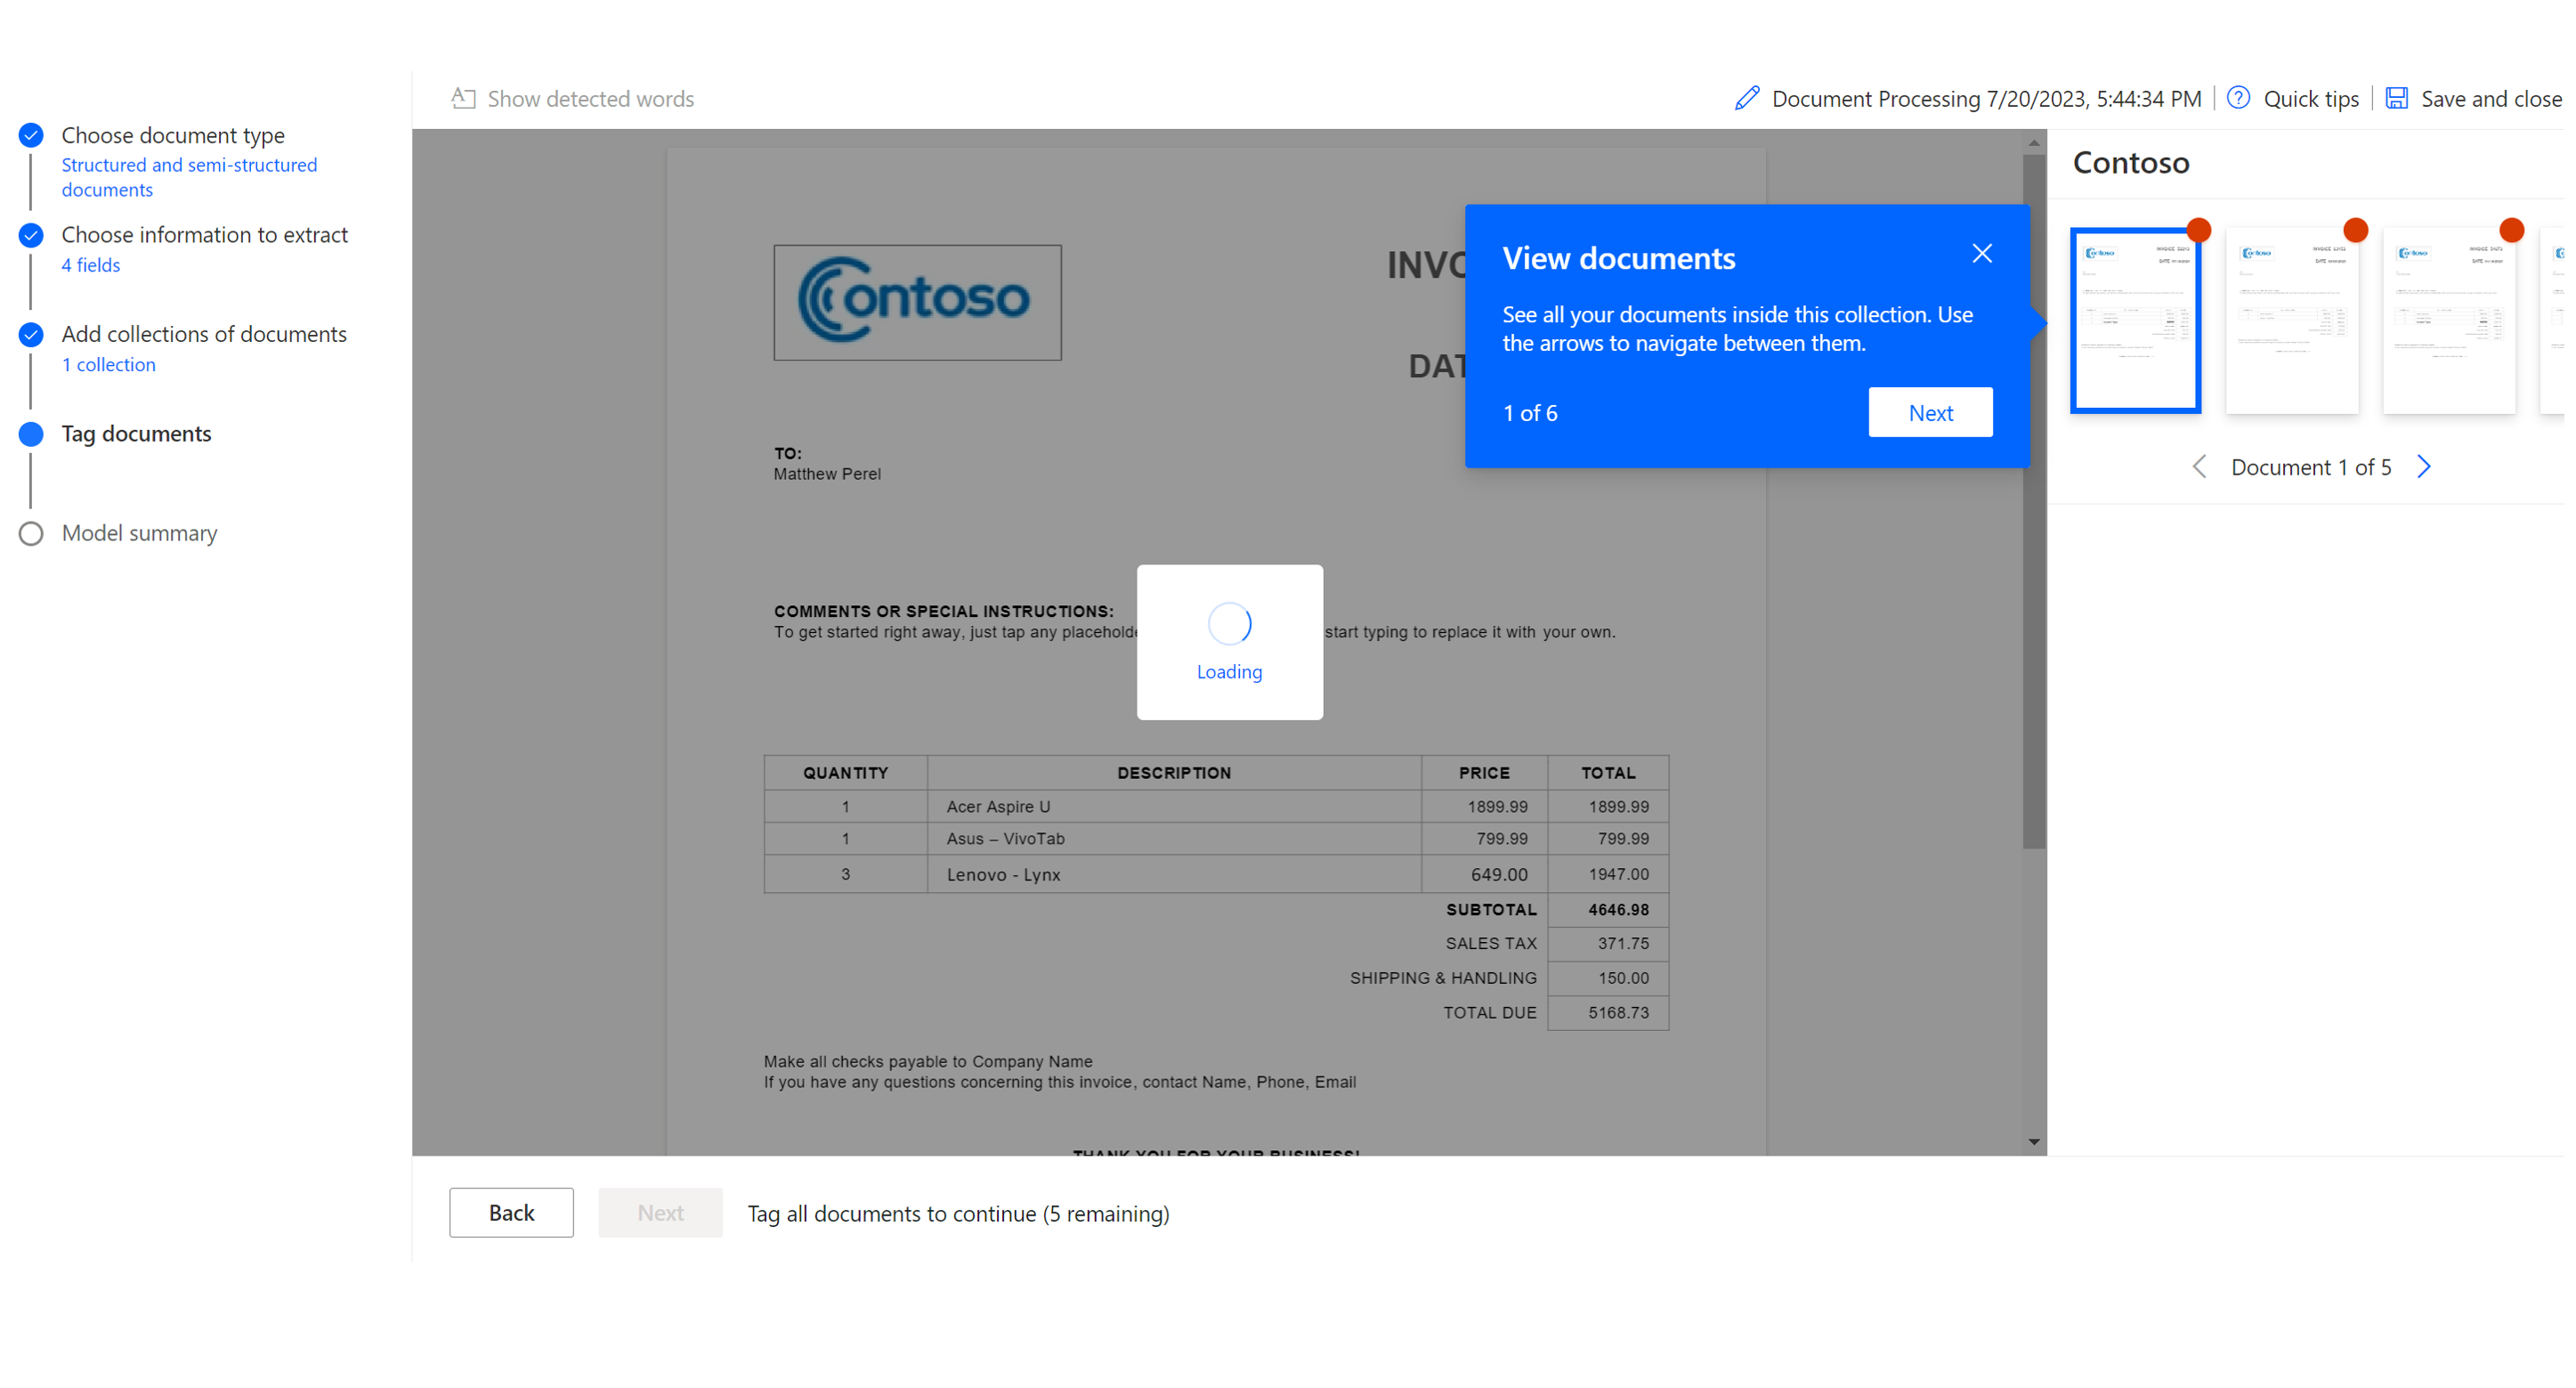 Show detected words
Document Processing 7/20/2023, 5:44:34 PM
Quick tips
Save and close
Choose document type
Structured and semi-structured
documents
Choose information to extract
4 fields
Add collections of documents
1 collection
Tag documents
Model summary
Contoso
INVO
DAT
TO:
Matthew Perel
COMMENTS OR SPECIAL INSTRUCTIONS:
To get started right away, just tap any placeholde start typing to replace it with your own.
QUANTITY DESCRIPTION PRICE TOTAL
1 Acer Aspire U 1899.99 1899.99
1 Asus – VivoTab 799.99 799.99
3 Lenovo - Lynx 649.00 1947.00
SUBTOTAL 4646.98
SALES TAX 371.75
SHIPPING & HANDLING 150.00
TOTAL DUE 5168.73
Make all checks payable to Company Name
If you have any questions concerning this invoice, contact Name, Phone, Email
THANK YOU FOR YOUR BUSINESS!
Loading
View documents
See all your documents inside this collection. Use
the arrows to navigate between them.
1 of 6
Next
Contoso
Document 1 of 5
Back
Next
Tag all documents to continue (5 remaining)